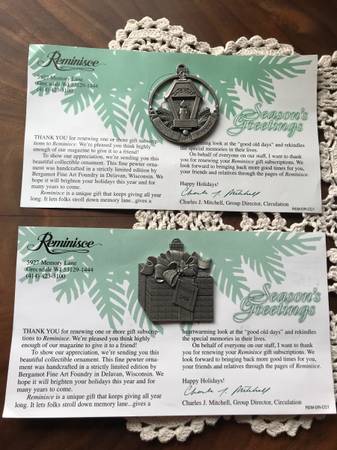 Reminisce
5927 Memory Lane
Greendale WI 53129-1444
(414) 423-3100
Season's
Greetings
THANK YOU for renewing one or more gift subscrip-
tions to Reminisce. We're pleased you think highly
enough of our magazine to give it to a friend!
To show our appreciation, we're sending you this
beautiful collectible ornament. This fine pewter orna-
ment was handcrafted in a strictly limited edition by
Bergamot Fine Art Foundry in Delavan, Wisconsin. We
hope it will brighten your holidays this year and for
many years to come.
Reminisce is a unique gift that keeps giving all year
long. It lets folks stroll down memory lane...gives a
heartwarming look at the "good old days" and rekindles
the special memories in their lives.
On behalf of everyone on our staff, I want to thank
you for renewing your Reminisce gift subscriptions. We
look forward to bringing back more good times for you,
your friends and relatives through the pages of Reminisce.
Happy Holidays!
Charles J. Mitchell
Charles J. Mitchell, Group Director, Circulation
REM-ORI-CC1
Reminisce
5927 Memory Lane
Greendale WI 53129-1444
(414) 423-3100
Season's
Greetings
THANK YOU for renewing one or more gift subscrip-
tions to Reminisce. We're pleased you think highly
enough of our magazine to give it to a friend!
To show our appreciation, we're sending you this
beautiful collectible ornament. This fine pewter orna-
ment was handcrafted in a strictly limited edition by
Bergamot Fine Art Foundry in Delavan, Wisconsin. We
hope it will brighten your holidays this year and for
many years to come.
Reminisce is a unique gift that keeps giving all year
long. It lets folks stroll down memory lane...gives a
heartwarming look at the "good old days" and rekindles
the special memories in their lives.
On behalf of everyone on our staff, I want to thank
you for renewing your Reminisce gift subscriptions. We
look forward to bringing back more good times for you,
your friends and relatives through the pages of Reminisce.
Happy Holidays!
Charles J. Mitchell
Charles J. Mitchell, Group Director, Circulation